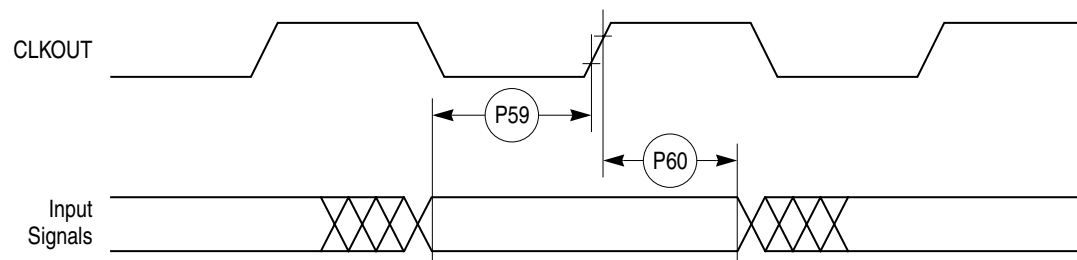 CLKOUT
P59
P60
Input
Signals